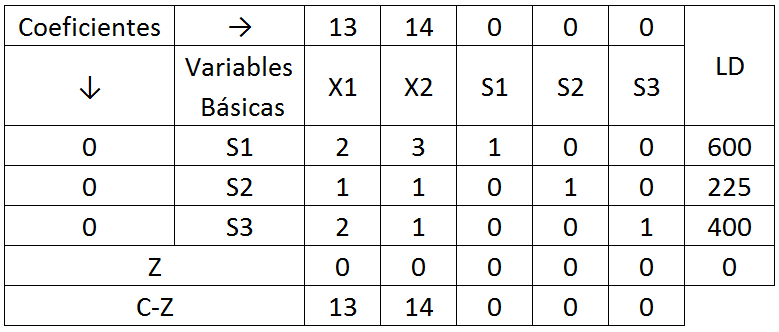 Coeficientes → 13 14 0 0 0 LD
↓ Variables Básicas X1 X2 S1 S2 S3
0 S1 2 3 1 0 0 600
0 S2 1 1 0 1 0 225
0 S3 2 1 0 0 1 400
Z 0 0 0 0 0 0
C-Z 13 14 0 0 0